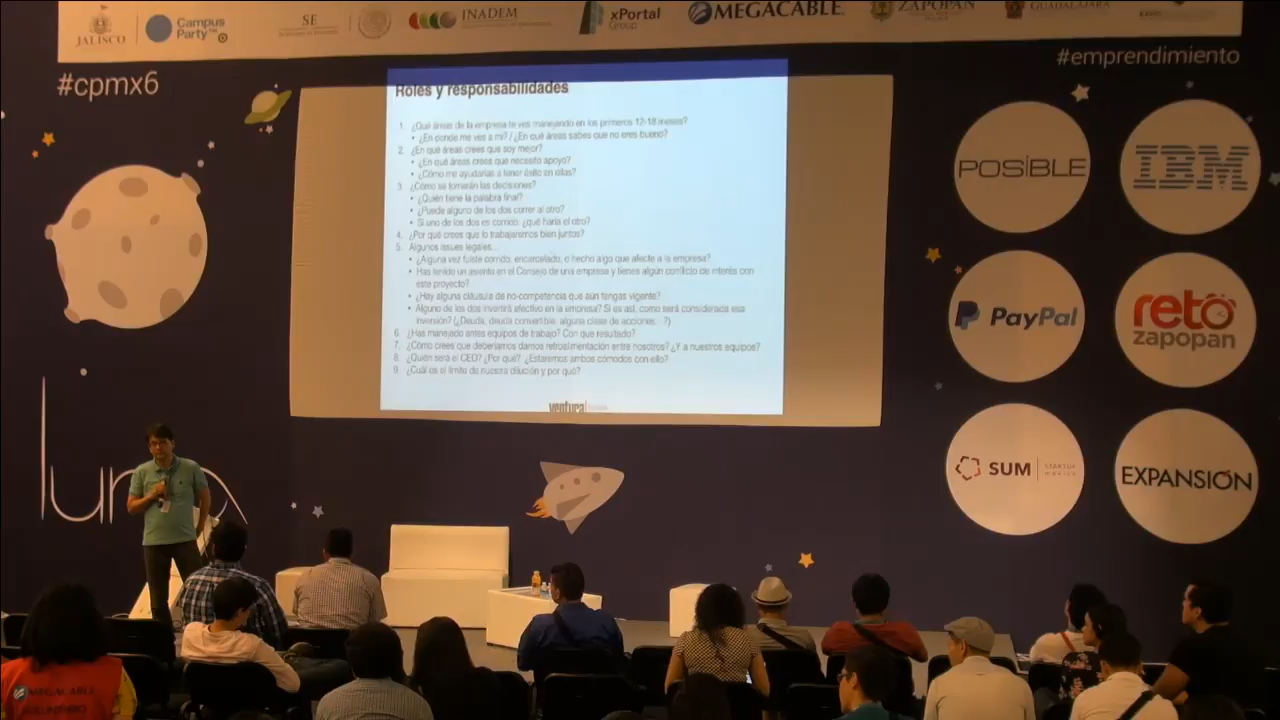 JALISCO
Campus
Party
SE
INADEM
xPortal
Group
MEGACABLE
ZAPOPAN
GUADALAJARA
#cpmx6
#emprendimiento
Roles y responsabilidades
1. ¿Qué áreas de la empresa te ves manejando en los primeros 12-18 meses?
• ¿En donde me ves a mi? / ¿En qué áreas sabes que no eres bueno?
2. ¿En qué áreas crees que soy mejor?
• ¿En qué áreas crees que necesito apoyo?
• ¿Cómo me ayudarías a tener éxito en ellas?
3. ¿Cómo se tomarán las decisiones?
• ¿Quién tiene la palabra final?
• ¿Puede alguno de los dos correr al otro?
• Si uno de los dos es corrido, ¿qué haría el otro?
4. ¿Por qué crees que lo trabajaremos bien juntos?
5. Algunos issues legales...
• ¿Alguna vez fuiste corrido, encarcelado, o hecho algo que afecte a la empresa?
• Has tenido un asiento en el Consejo de una empresa y tienes algún conflicto de interés con
este proyecto?
• ¿Hay alguna cláusula de no-competencia que aún tengas vigente?
• Alguno de los dos invertirá efectivo en la empresa? Si es así, como será considerada esa
inversión? (¿Deuda, deuda convertible, alguna clase de acciones...?)
6. ¿Has manejado antes equipos de trabajo? Con que resultado?
7. ¿Cómo crees que deberíamos darnos retroalimentación entre nosotros? ¿Y a nuestros equipos?
8. ¿Quién será el CEO? ¿Por qué? ¿Estaremos ambos cómodos con ello?
9. ¿Cuál es el límite de nuestra dilución y por qué?
ventura
POSIBLE
IBM
PayPal
reto
zapopan
SUM
STARTUP
MÉXICO
EXPANSIÓN
luna
MEGACABLE
VOLUNTARIO